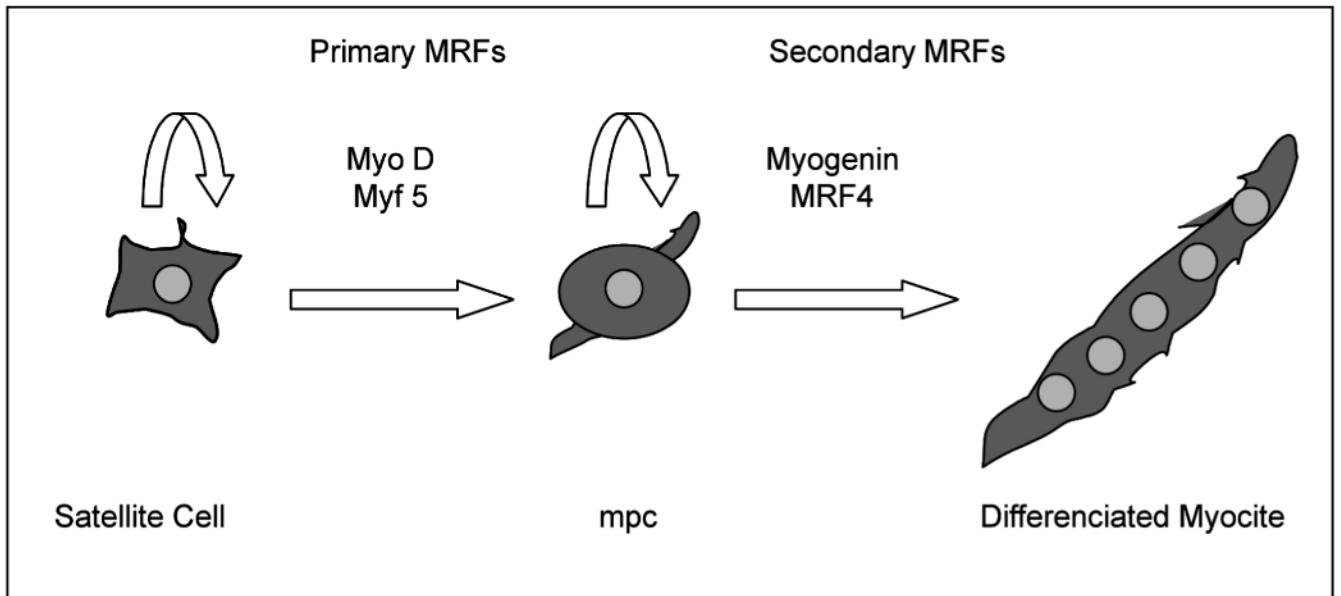 Primary MRFs
Secondary MRFs
Myo D
Myf 5
Myogenin
MRF4
Satellite Cell
mpc
Differenciated Myocite